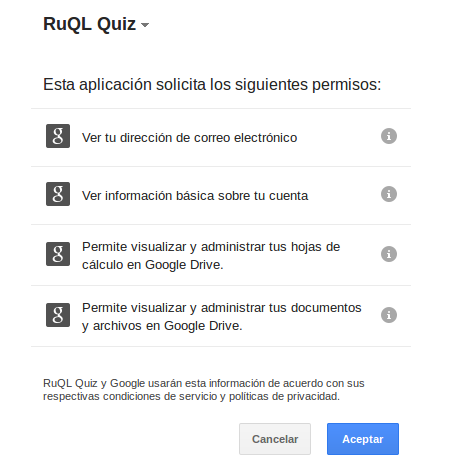 RuQL Quiz
Esta aplicación solicita los siguientes permisos:
g
Ver tu dirección de correo electrónico
i
g
Ver información básica sobre tu cuenta
i
g
Permite visualizar y administrar tus hojas de
cálculo en Google Drive.
i
g
Permite visualizar y administrar tus documentos
y archivos en Google Drive.
i
RuQL Quiz y Google usarán esta información de acuerdo con sus
respectivas condiciones de servicio y políticas de privacidad.
Cancelar
Aceptar